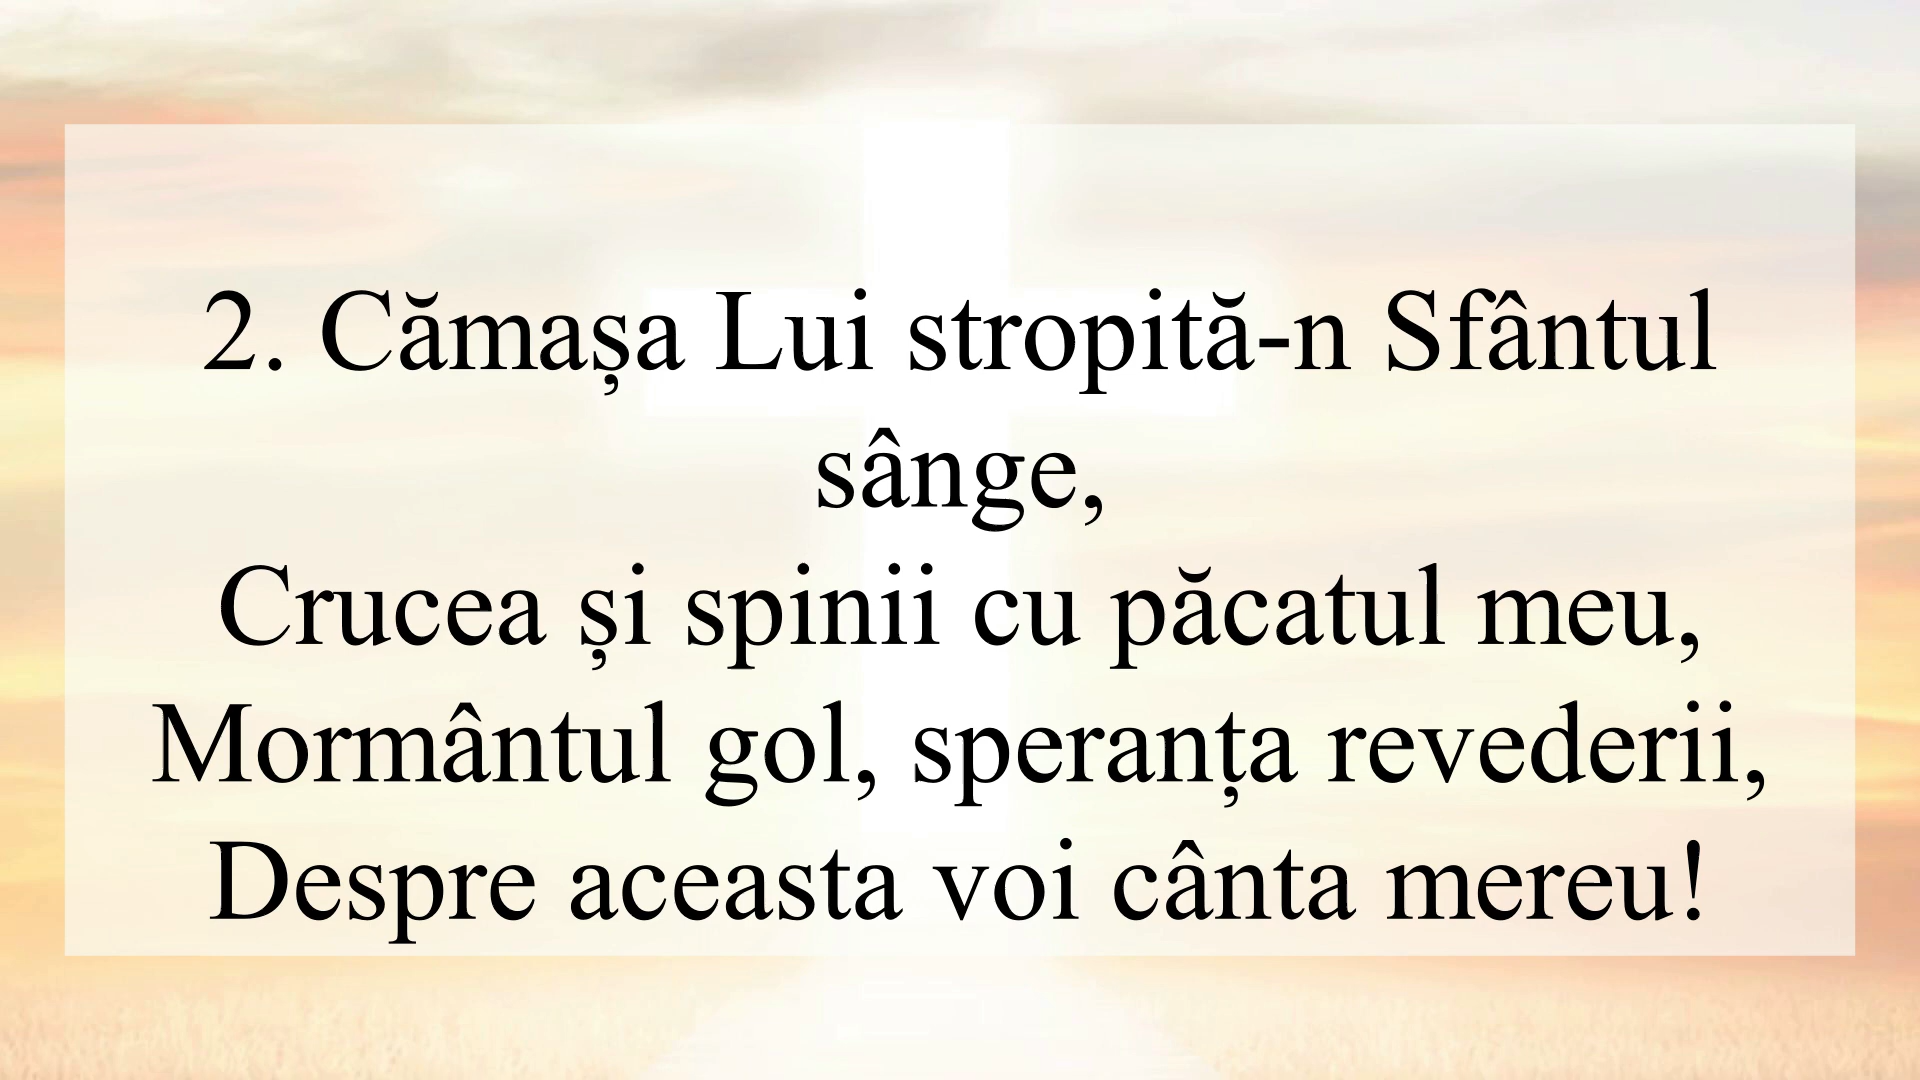 2. Cămașa Lui stropită-n Sfântul
sânge,
Crucea și spinii cu păcatul meu,
Mormântul gol, speranța revederii,
Despre aceasta voi cânta mereu!